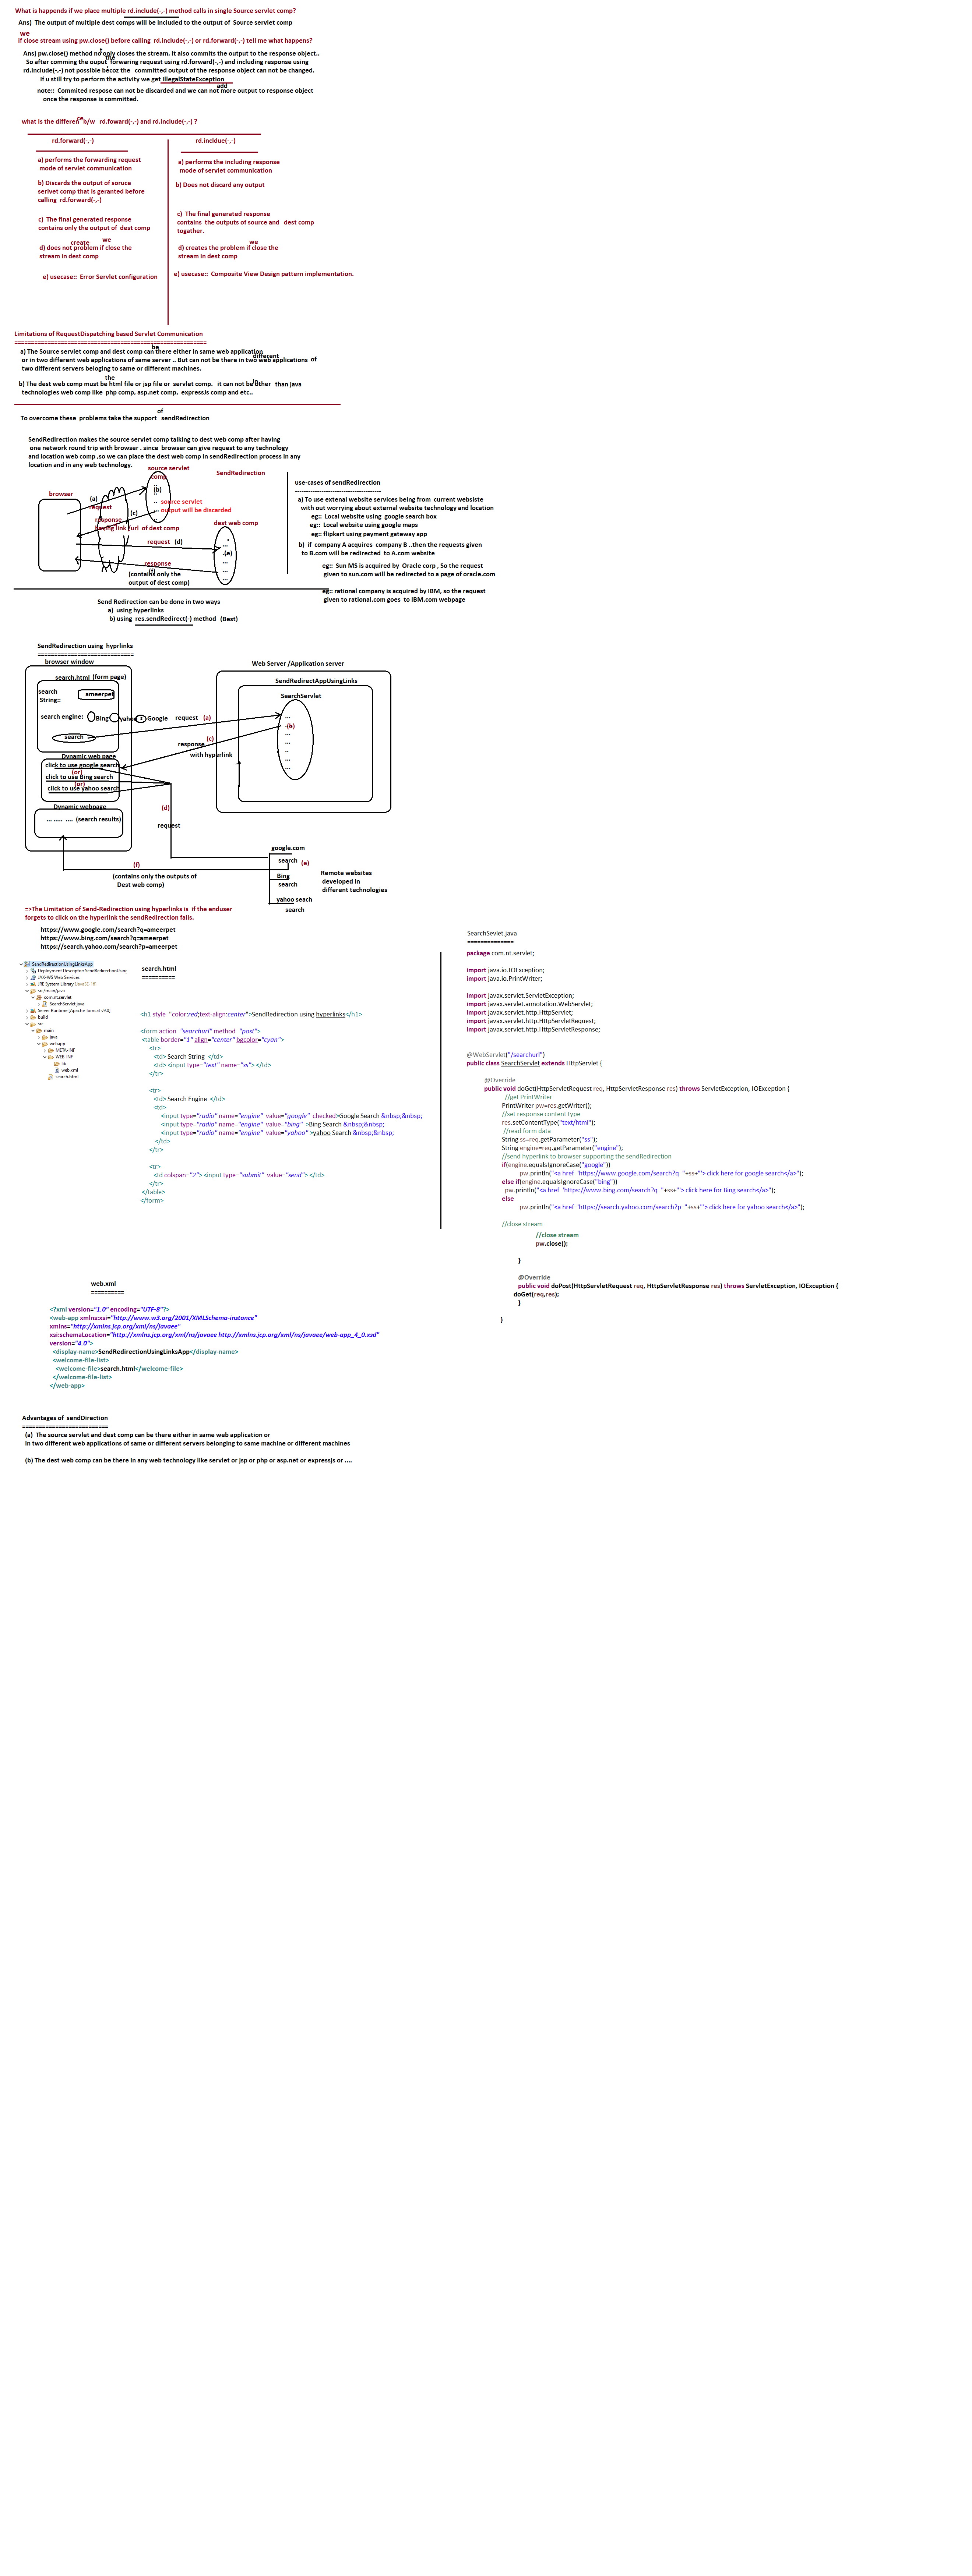 What is happends if we place multiple rd.include(-,-) method calls in single Source servlet comp?
Ans)  The output of multiple dest comps will be included to the output of  Source servlet comp
we
if close stream using pw.close() before calling  rd.include(-,-) or rd.forward(-,-) tell me what happens?
t
Ans) pw.close() method no only closes the stream, it also commits the output to the response object..
the
So after comming the ouput  forwaring request using rd.forward(-,-) and including response using
rd.include(-,-) not possible becoz the   committed output of the response object can not be changed.
if u still try to perform the activity we get IllegalStateException
add
note::  Commited respose can not be discarded and we can not more output to response object
once the response is committed.
ce
what is the differen  b/w   rd.foward(-,-) and rd.include(-,-) ?
rd.forward(-,-)
a) performs the forwarding request
mode of servlet communication
b) Discards the output of soruce
serlvet comp that is geranted before
calling  rd.forward(-,-)
c)  The final generated response
contains only the output of  dest comp
create   we
d) does not problem if close the
stream in dest comp
e) usecase::  Error Servlet configuration
rd.incldue(-,-)
a) performs the including response
mode of servlet communication
b) Does not discard any output
c)  The final generated response
contains  the outputs of source and   dest comp
togather.
we
d) creates the problem if close the
stream in dest comp
e) usecase::  Composite View Design pattern implementation.
Limitations of RequestDispatching based Servlet Communication
============================================================
be
a) The Source servlet comp and dest comp can there either in same web application
different
or in two different web applications of same server .. But can not be there in two web applications  of
two different servers beloging to same or different machines.
the
b) The dest web comp must be html file or jsp file or  servlet comp.   it can not be other  than java
in
technologies web comp like  php comp, asp.net comp,  expressJs comp and etc..
of
To overcome these  problems take the support   sendRedirection
SendRedirection makes the source servlet comp talking to dest web comp after having
one network round trip with browser . since  browser can give request to any technology
and location web comp ,so we can place the dest web comp in sendRedirection process in any
location and in any web technology.
source servlet
comp
SendRedirection
browser
(a)
request
..
(b)
..
..
...
source servlet
output will be discarded
(c)
response
having link /url  of dest comp
dest web comp
request   (d)
.
...
.(e)
...
...
...
response
(f)
(contains only the
output of dest comp)
use-cases of sendRedirection
----------------------------------------
a) To use extenal website services being from  current websiste
with out worrying about external website technology and location
eg::  Local website using  google search box
eg::  Local website using google maps
eg:: flipkart using payment gateway app
b)  if  company A acquires  company B ..then the requests given
to B.com will be redirected  to A.com website
eg::  Sun MS is acquired by  Oracle corp , So the request
given to sun.com will be redirected to a page of oracle.com
eg:: rational company is acquired by IBM, so the request
given to rational.com goes  to IBM.com webpage
Send Redirection can be done in two ways
a)  using hyperlinks
b) using  res.sendRedirect(-) method  (Best)
SendRedirection using  hyprlinks
==============================
browser window
search.html (form page)
search
String::
ameerpet
search engine:   Bing   yahoo   Google
search
Dynamic web page
click to use google search
(or)
click to use Bing search
(or)
click to use yahoo search
Dynamic webpage
... .....  ....  (search results)
request   (a)
(c)
response
with hyperlink
Web Server /Application server
SendRedirectAppUsingLinks
SearchServlet
...
...
(b)
...
...
..
...
...
(d)
request
(f)
(contains only the outputs of
Dest web comp)
google.com
search   (e)
Bing
search
yahoo seach
search
Remote websites
developed in
different technologies
=>The Limitation of Send-Redirection using hyperlinks is  if the enduser
forgets to click on the hyperlink the sendRedirection fails.
https://www.google.com/search?q=ameerpet
https://www.bing.com/search?q=ameerpet
https://search.yahoo.com/search?p=ameerpet
SendRedirectionUsingLinksApp
Deployment Descriptor: SendRedirectionUsing
JAX-WS Web Services
JRE System Library [JavaSE-16]
src/main/java
com.nt.servlet
SearchServlet.java
Server Runtime [Apache Tomcat v9.0]
build
src
main
java
webapp
META-INF
WEB-INF
lib
web.xml
search.html
search.html
==========
<h1 style="color:red;text-align:center">SendRedirection using hyperlinks</h1>
<form action="searchurl" method="post">
<table border="1" align="center" bgcolor="cyan">
<tr>
<td> Search String  </td>
<td> <input type="text" name="ss"> </td>
</tr>
<tr>
<td> Search Engine  </td>
<td>
<input type="radio" name="engine"  value="google"  checked>Google Search &nbsp;&nbsp;
<input type="radio" name="engine"  value="bing"  >Bing Search &nbsp;&nbsp;
<input type="radio" name="engine"  value="yahoo" >yahoo Search &nbsp;&nbsp;
</td>
</tr>
<tr>
<td colspan="2"> <input type="submit"  value="send"> </td>
</tr>
</table>
</form>
SearchSevlet.java
==============
package com.nt.servlet;
import java.io.IOException;
import java.io.PrintWriter;
import javax.servlet.ServletException;
import javax.servlet.annotation.WebServlet;
import javax.servlet.http.HttpServlet;
import javax.servlet.http.HttpServletRequest;
import javax.servlet.http.HttpServletResponse;
@WebServlet("/searchurl")
public class SearchServlet extends HttpServlet {
@Override
public void doGet(HttpServletRequest req, HttpServletResponse res) throws ServletException, IOException {
//get PrintWriter
PrintWriter pw=res.getWriter();
//set response content type
res.setContentType("text/html");
//read form data
String ss=req.getParameter("ss");
String engine=req.getParameter("engine");
//send hyperlink to browser supporting the sendRedirection
if(engine.equalsIgnoreCase("google"))
pw.println("<a href='https://www.google.com/search?q="+ss+"'> click here for google search</a>");
else if(engine.equalsIgnoreCase("bing"))
pw.println("<a href='https://www.bing.com/search?q="+ss+"'> click here for Bing search</a>");
else
pw.println("<a href='https://search.yahoo.com/search?p="+ss+"'> click here for yahoo search</a>");
//close stream
//close stream
pw.close();
}
@Override
public void doPost(HttpServletRequest req, HttpServletResponse res) throws ServletException, IOException {
doGet(req,res);
}
}
web.xml
==========
<?xml version="1.0" encoding="UTF-8"?>
<web-app xmlns:xsi="http://www.w3.org/2001/XMLSchema-instance"
xmlns="http://xmlns.jcp.org/xml/ns/javaee"
xsi:schemaLocation="http://xmlns.jcp.org/xml/ns/javaee http://xmlns.jcp.org/xml/ns/javaee/web-app_4_0.xsd"
version="4.0">
<display-name>SendRedirectionUsingLinksApp</display-name>
<welcome-file-list>
<welcome-file>search.html</welcome-file>
</welcome-file-list>
</web-app>
Advantages of  sendDirection
==========================
(a)  The source servlet and dest comp can be there either in same web application or
in two different web applications of same or different servers belonging to same machine or different machines
(b) The dest web comp can be there in any web technology like servlet or jsp or php or asp.net or expressjs or ....